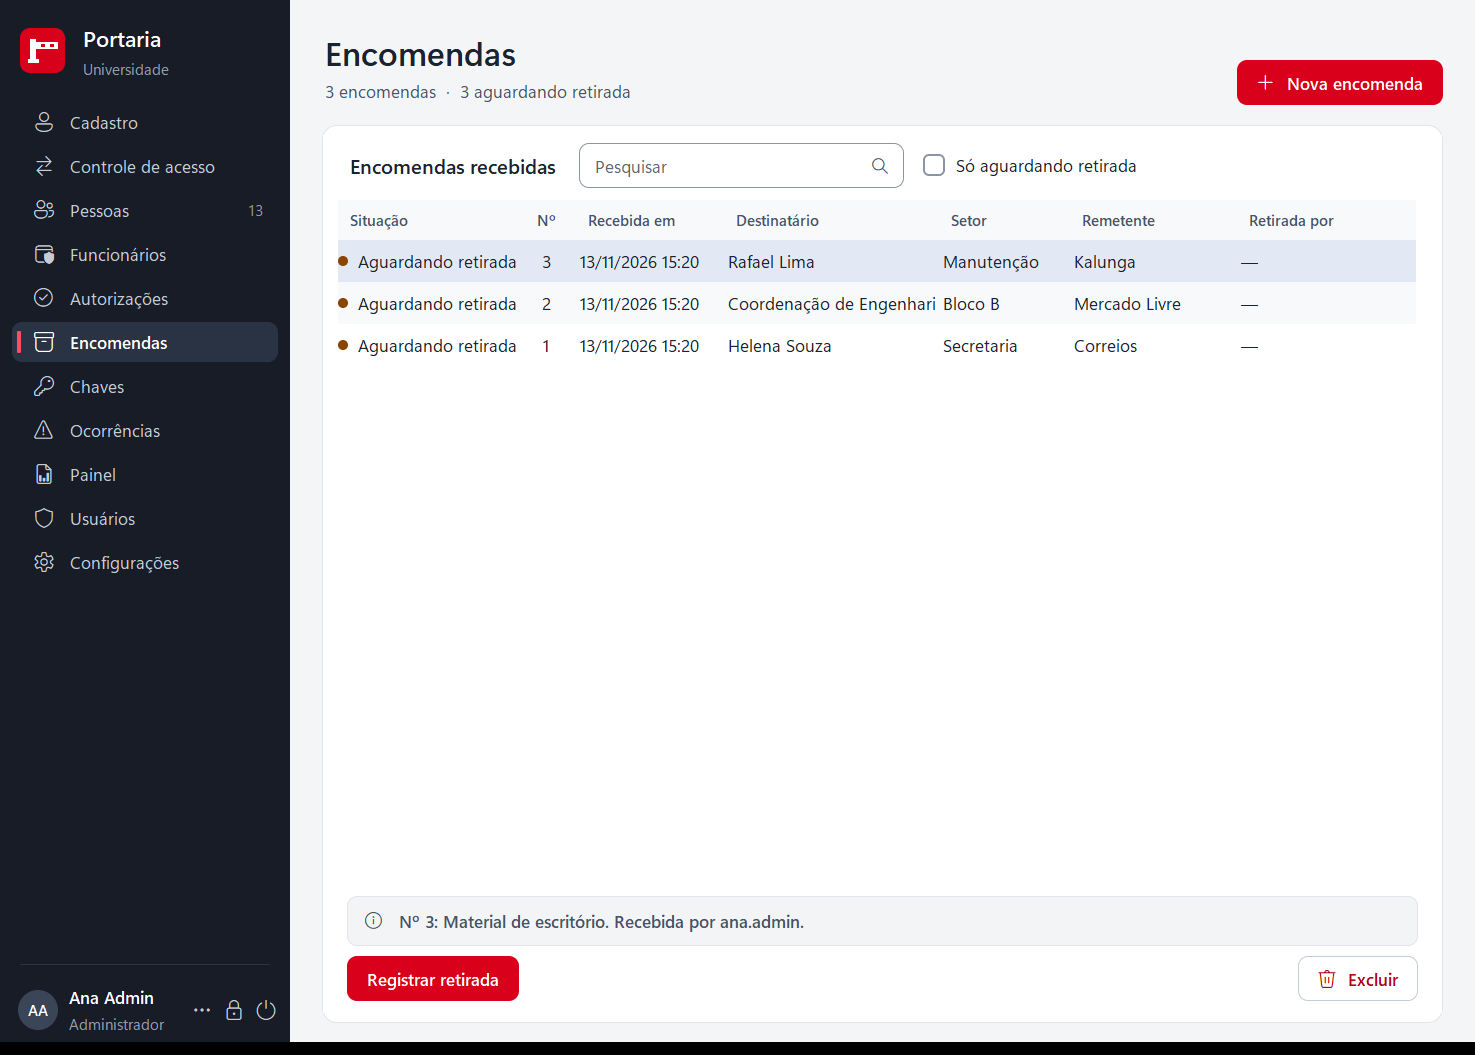 Portaria
Universidade
Cadastro
Controle de acesso
Pessoas 13
Funcionários
Autorizações
Encomendas
Chaves
Ocorrências
Painel
Usuários
Configurações
AA
Ana Admin
Administrador
Encomendas
3 encomendas · 3 aguardando retirada
Nova encomenda
Encomendas recebidas
Pesquisar
Só aguardando retirada
Situação Nº Recebida em Destinatário Setor Remetente Retirada por
Aguardando retirada 3 13/11/2026 15:20 Rafael Lima Manutenção Kalunga —
Aguardando retirada 2 13/11/2026 15:20 Coordenação de Engenhari Bloco B Mercado Livre —
Aguardando retirada 1 13/11/2026 15:20 Helena Souza Secretaria Correios —
Nº 3: Material de escritório. Recebida por ana.admin.
Registrar retirada
Excluir